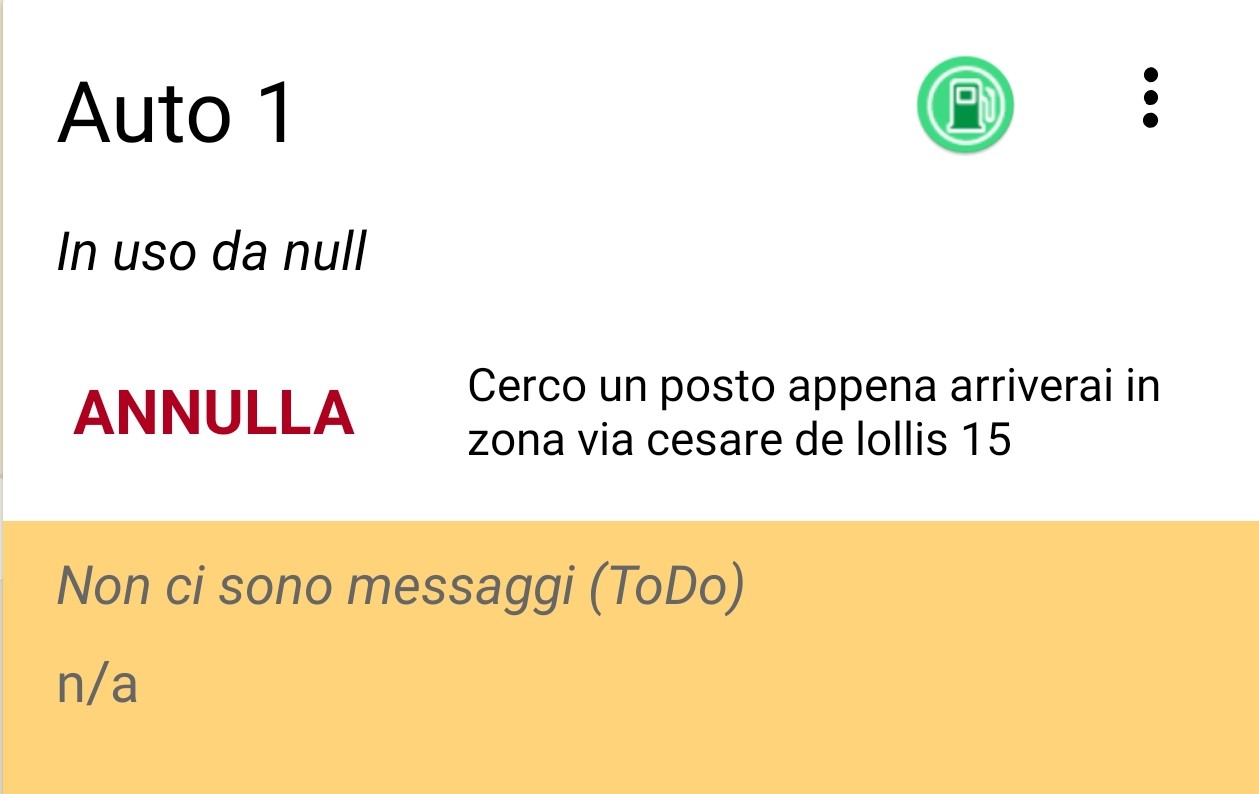 Auto 1
In uso da null
ANNULLA
Cerco un posto appena arriverai in
zona via cesare de lollis 15
Non ci sono messaggi (ToDo)
n/a